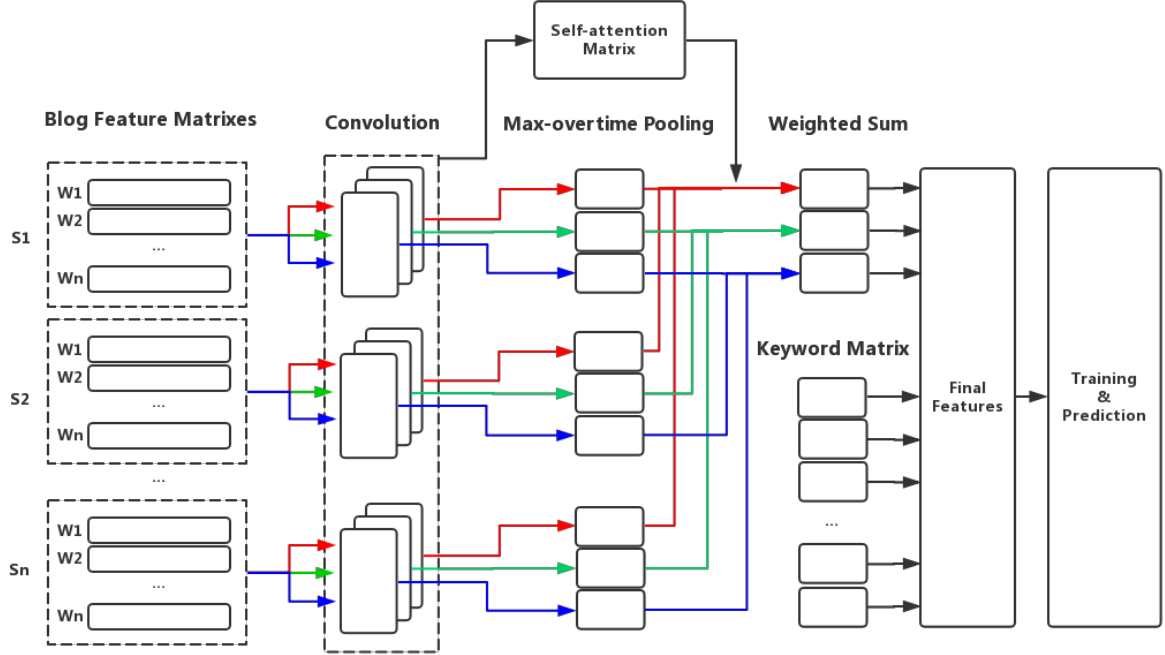 Self-attention
Matrix
Blog Feature Matrixes
Convolution
Max-overtime Pooling
Weighted Sum
S1
W1
W2
...
Wn
S2
W1
W2
...
Wn
...
Sn
W1
W2
...
Wn
Keyword Matrix
...
Final
Features
Training
&
Prediction